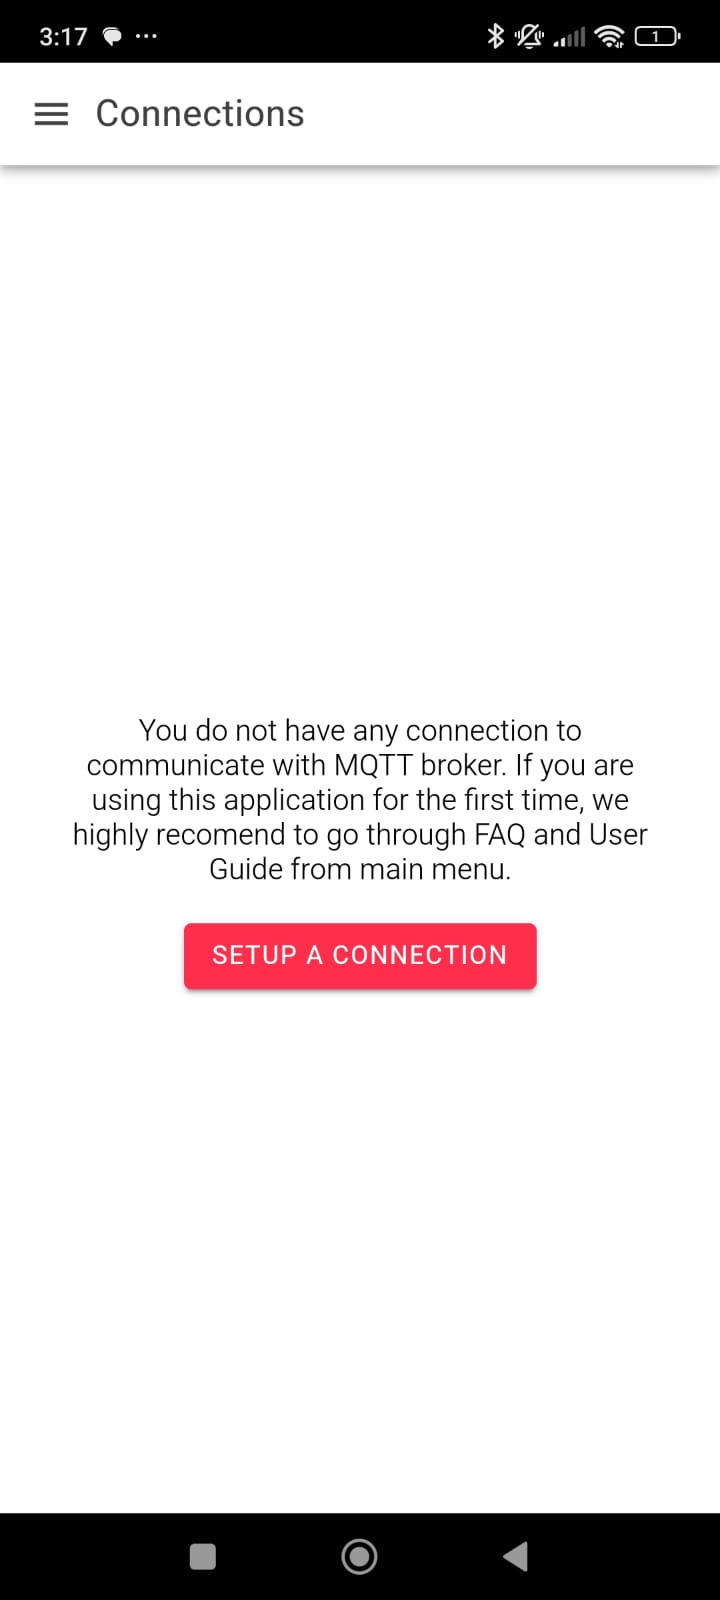 3:17
1
Connections
You do not have any connection to
communicate with MQTT broker. If you are
using this application for the first time, we
highly recomend to go through FAQ and User
Guide from main menu.
SETUP A CONNECTION